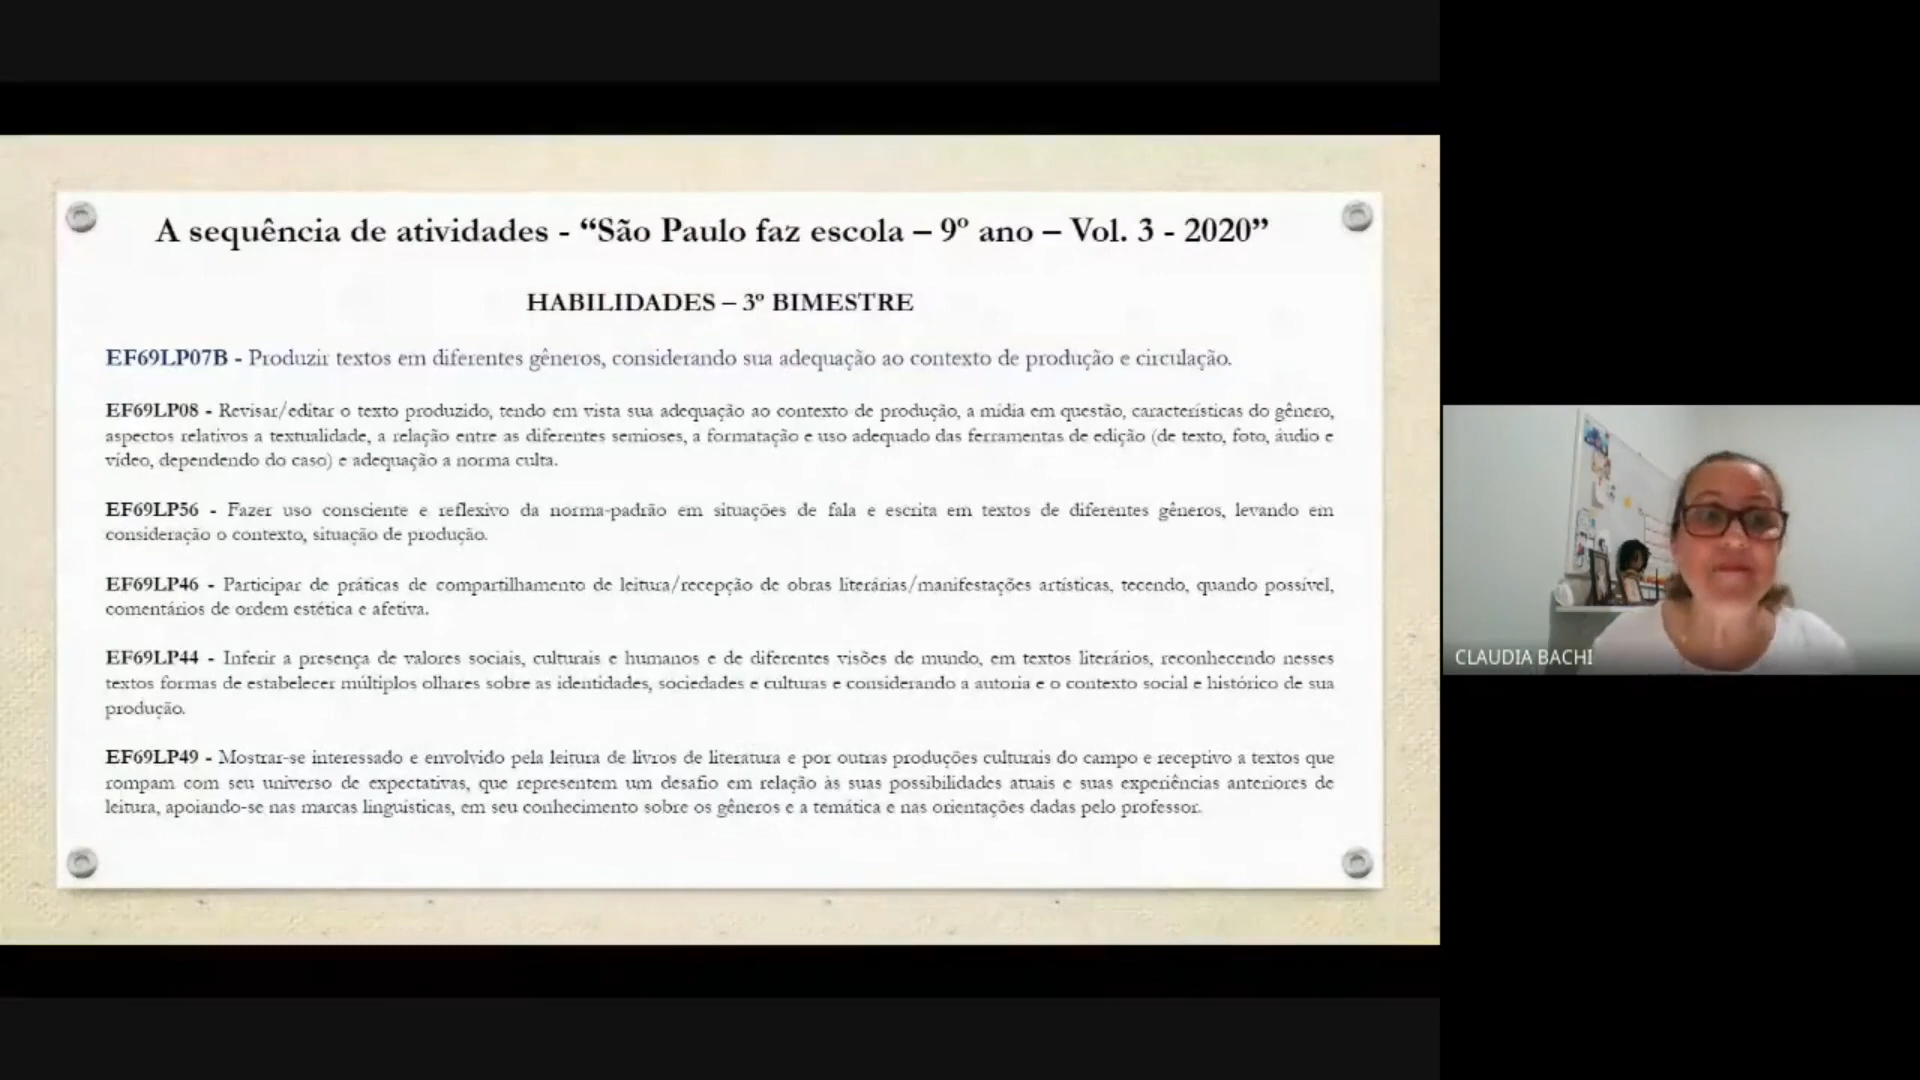 A sequência de atividades - “São Paulo faz escola – 9º ano – Vol. 3 - 2020”
HABILIDADES – 3º BIMESTRE
EF69LP07B - Produzir textos em diferentes gêneros, considerando sua adequação ao contexto de produção e circulação.
EF69LP08 - Revisar/editar o texto produzido, tendo em vista sua adequação ao contexto de produção, a mídia em questão, características do gênero,
aspectos relativos a textualidade, a relação entre as diferentes semioses, a formatação e uso adequado das ferramentas de edição (de texto, foto, áudio e
vídeo, dependendo do caso) e adequação a norma culta.
EF69LP56 - Fazer uso consciente e reflexivo da norma-padrão em situações de fala e escrita em textos de diferentes gêneros, levando em
consideração o contexto, situação de produção.
EF69LP46 - Participar de práticas de compartilhamento de leitura/recepção de obras literárias/manifestações artísticas, tecendo, quando possível,
comentários de ordem estética e afetiva.
EF69LP44 - Inferir a presença de valores sociais, culturais e humanos e de diferentes visões de mundo, em textos literários, reconhecendo nesses
textos formas de estabelecer múltiplos olhares sobre as identidades, sociedades e culturas e considerando a autoria e o contexto social e histórico de sua
produção.
EF69LP49 - Mostrar-se interessado e envolvido pela leitura de livros de literatura e por outras produções culturais do campo e receptivo a textos que
rompam com seu universo de expectativas, que representem um desafio em relação às suas possibilidades atuais e suas experiências anteriores de
leitura, apoiando-se nas marcas linguísticas, em seu conhecimento sobre os gêneros e a temática e nas orientações dadas pelo professor.
CLAUDIA BACHI